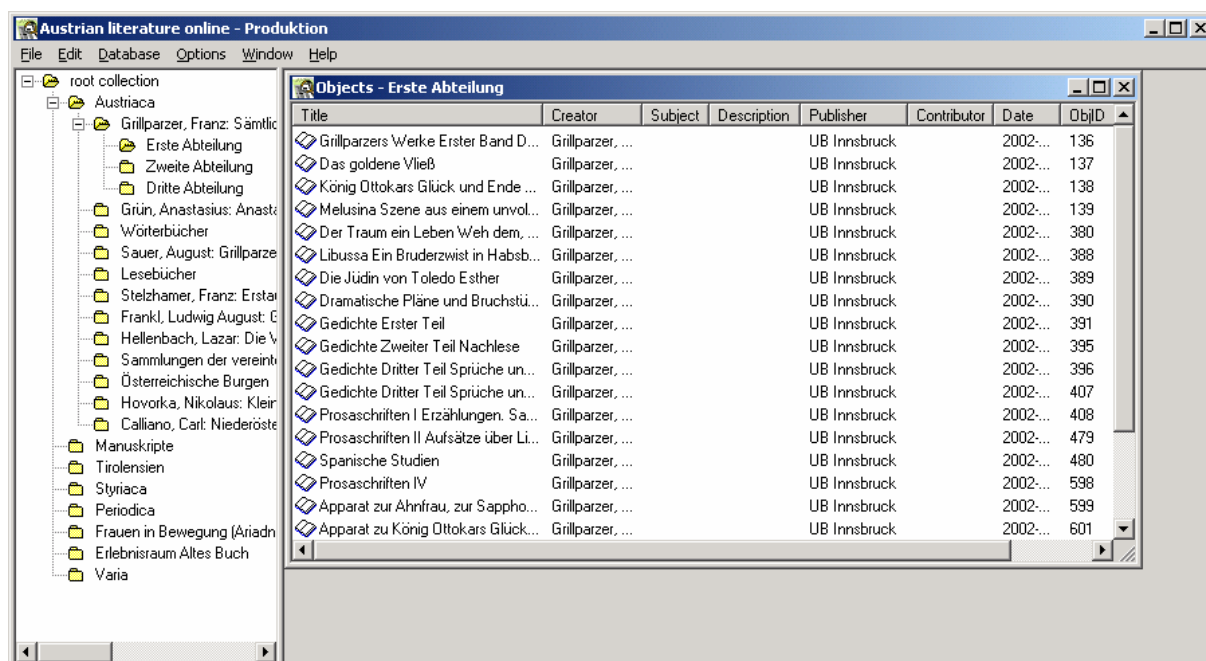 Austrian literature online - Produktion
File Edit Database Options Window Help
root collection
Austriaca
Grillparzer, Franz: Sämtlic
Erste Abteilung
Zweite Abteilung
Dritte Abteilung
Grün, Anastasius: Anasta
Wörterbücher
Sauer, August: Grillparze
Lesebücher
Stelzhamer, Franz: Erstau
Frankl, Ludwig August: G
Hellenbach, Lazar: Die V
Sammlungen der vereinte
Österreichische Burgen
Hovorka, Nikolaus: Klein
Calliano, Carl: Niederöste
Manuskripte
Tirolensien
Styriaca
Periodica
Frauen in Bewegung (Ariadn
Erlebnisraum Altes Buch
Varia
Objects - Erste Abteilung
Title Creator Subject Description Publisher Contributor Date ObjID
Grillparzers Werke Erster Band D... Grillparzer, ... UB Innsbruck 2002-... 136
Das goldene Vließ Grillparzer, ... UB Innsbruck 2002-... 137
König Ottokars Glück und Ende ... Grillparzer, ... UB Innsbruck 2002-... 138
Melusina Szene aus einem unvol... Grillparzer, ... UB Innsbruck 2002-... 139
Der Traum ein Leben Weh dem, ... Grillparzer, ... UB Innsbruck 2002-... 380
Libussa Ein Bruderzwist in Habsb... Grillparzer, ... UB Innsbruck 2002-... 388
Die Jüdin von Toledo Esther Grillparzer, ... UB Innsbruck 2002-... 389
Dramatische Pläne und Bruchstü... Grillparzer, ... UB Innsbruck 2002-... 390
Gedichte Erster Teil Grillparzer, ... UB Innsbruck 2002-... 391
Gedichte Zweiter Teil Nachlese Grillparzer, ... UB Innsbruck 2002-... 395
Gedichte Dritter Teil Sprüche un... Grillparzer, ... UB Innsbruck 2002-... 396
Gedichte Dritter Teil Sprüche un... Grillparzer, ... UB Innsbruck 2002-... 407
Prosaschriften I Erzählungen. Sa... Grillparzer, ... UB Innsbruck 2002-... 408
Prosaschriften II Aufsätze über Li... Grillparzer, ... UB Innsbruck 2002-... 479
Spanische Studien Grillparzer, ... UB Innsbruck 2002-... 480
Prosaschriften IV Grillparzer, ... UB Innsbruck 2002-... 598
Apparat zur Ahnfrau, zur Sappho... Grillparzer, ... UB Innsbruck 2002-... 599
Apparat zu König Ottokars Glück... Grillparzer, ... UB Innsbruck 2002-... 601